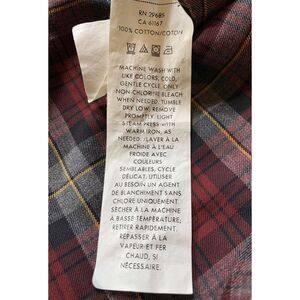 RN 29685
CA 61167
100% COTTON/COTON
MACHINE WASH WITH
LIKE COLORS, COLD,
GENTLE CYCLE, ONLY
NON-CHLORINE BLEACH
WHEN NEEDED, TUMBLE
DRY LOW, REMOVE
PROMPTLY, LIGHT
STEAM PRESS WITH
WARM IRON, AS
NEEDED. /LAVER À LA
MACHINE À L'EAU
FROIDE AVEC
COULEURS
SEMBLABLES, CYCLE
DÉLICAT, UTILISER
AU BESOIN UN AGENT
DE BLANCHIMENT SANS
CHLORE UNIQUEMENT.
SÉCHER À LA MACHINE
À BASSE TEMPÉRATURE;
RETIRER RAPIDEMENT.
REPASSER À LA
VAPEUR ET FER
CHAUD, SI
NÉCESSAIRE.